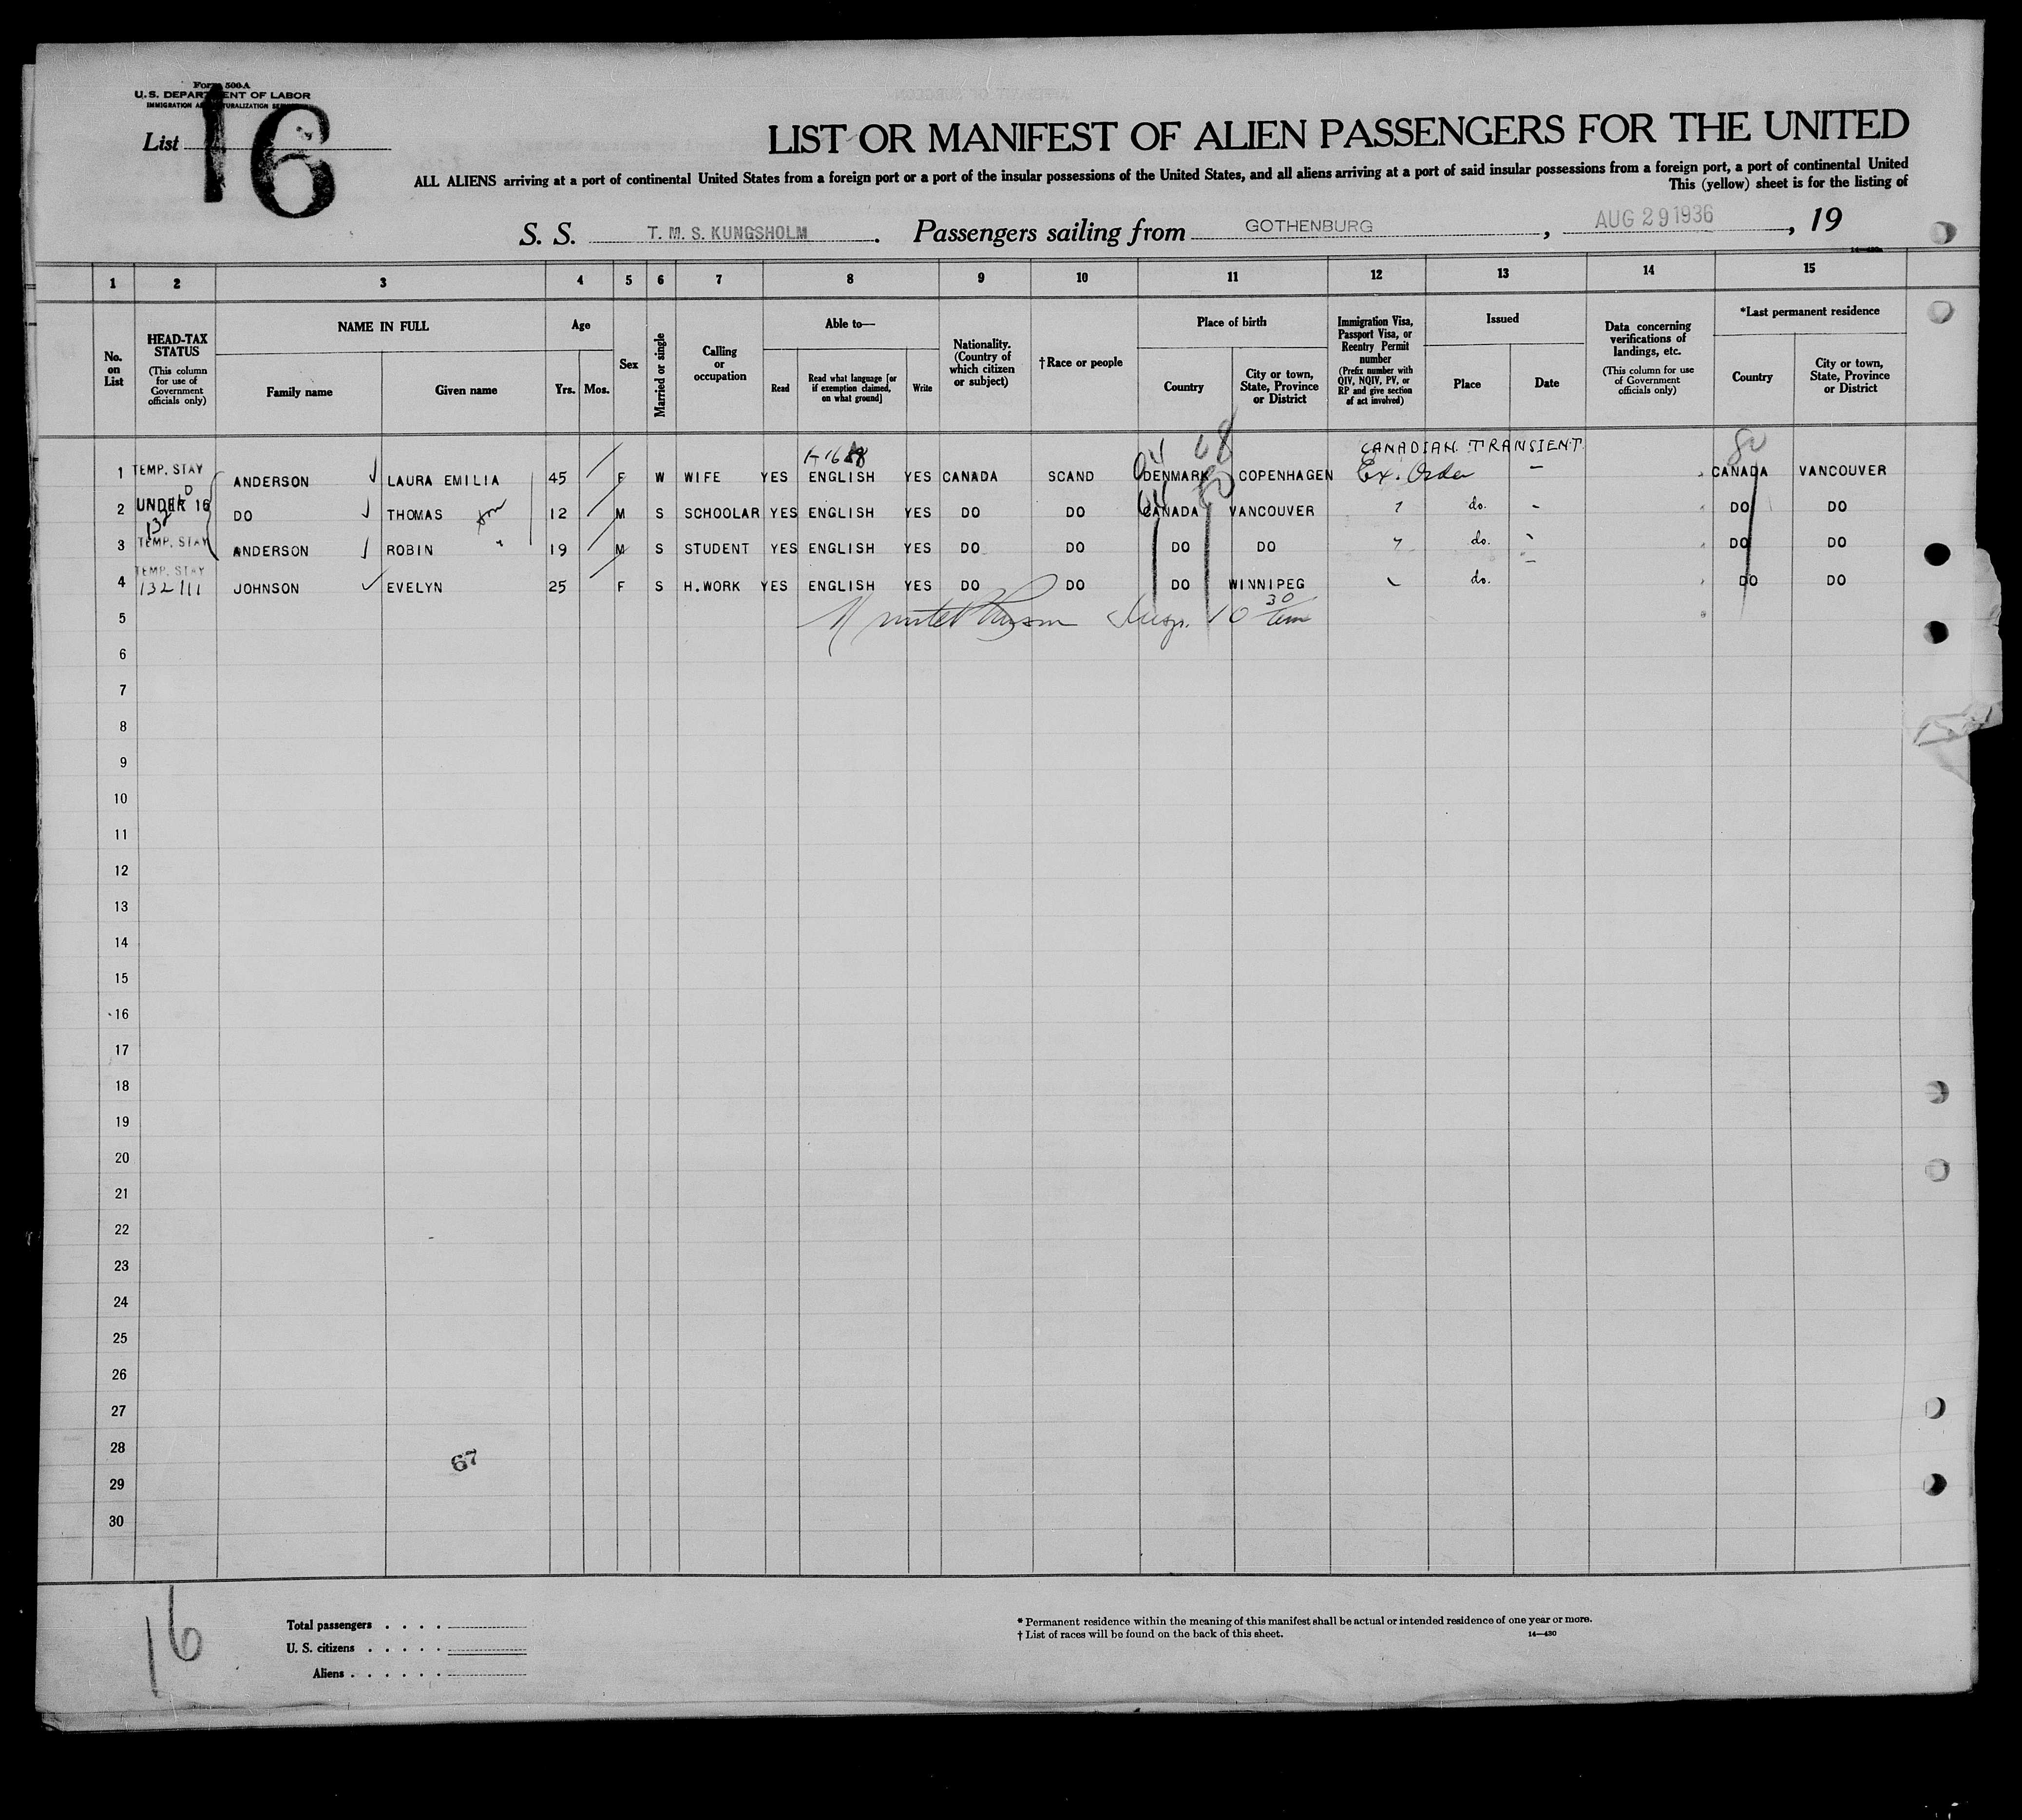 Form 500-A
U. S. DEPARTMENT OF LABOR
IMMIGRATION AND NATURALIZATION SERVICE
List 16
LIST OR MANIFEST OF ALIEN PASSENGERS FOR THE UNITED
ALL ALIENS arriving at a port of continental United States from a foreign port or a port of the insular possessions of the United States, and all aliens arriving at a port of said insular possessions from a foreign port, a port of continental United
This (yellow) sheet is for the listing of
S. S. T. M. S. KUNGSHOLM. Passengers sailing from GOTHENBURG, AUG 29 1936, 19
1 2 3 4 5 6 7 8 9 10 11 12 13 14 15
No. on List
HEAD-TAX STATUS (This column for use of Government officials only)
NAME IN FULL
Family name
Given name
Age
Yrs. Mos.
Sex
Married or single
Calling or occupation
Able to—
Read
Read what language [or if exemption claimed, on what ground]
Write
Nationality. (Country of which citizen or subject)
†Race or people
Place of birth
Country
City or town, State, Province or District
Immigration Visa, Passport Visa, or Reentry Permit number (Prefix number with QIV, NQIV, PV, or RP and give section of act involved)
Issued
Place
Date
Data concerning verifications of landings, etc. (This column for use of Government officials only)
*Last permanent residence
Country
City or town, State, Province or District
68 CANADIAN TRANSIENT 80
1 TEMP. STAY ANDERSON LAURA EMILIA 45 F W WIFE YES ENGLISH YES CANADA SCAND DENMARK COPENHAGEN Ex. Order – CANADA VANCOUVER
2 UNDER 16 DO THOMAS son 12 M S SCHOOLAR YES ENGLISH YES DO DO CANADA VANCOUVER " do. - DO DO
3 TEMP. STAY ANDERSON ROBIN " 19 M S STUDENT YES ENGLISH YES DO DO DO DO " do. DO DO
4 TEMP. STAY 132111 JOHNSON EVELYN 25 F S H.WORK YES ENGLISH YES DO DO DO WINNIPEG do. DO DO
5 Insp. 10 30 am
6
7
8
9
10
11
12
13
14
15
16
17
18
19
20
21
22
23
24
25
26
27
28
67
29
30
16
Total passengers . . . .
U. S. citizens . . . . .
Aliens . . . . . .
* Permanent residence within the meaning of this manifest shall be actual or intended residence of one year or more.
† List of races will be found on the back of this sheet.
14—430